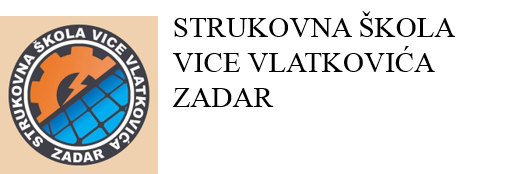 STRUKOVNA ŠKOLA VICE VLATKOVIĆA
ZADAR
STRUKOVNA ŠKOLA
VICE VLATKOVIĆA
ZADAR